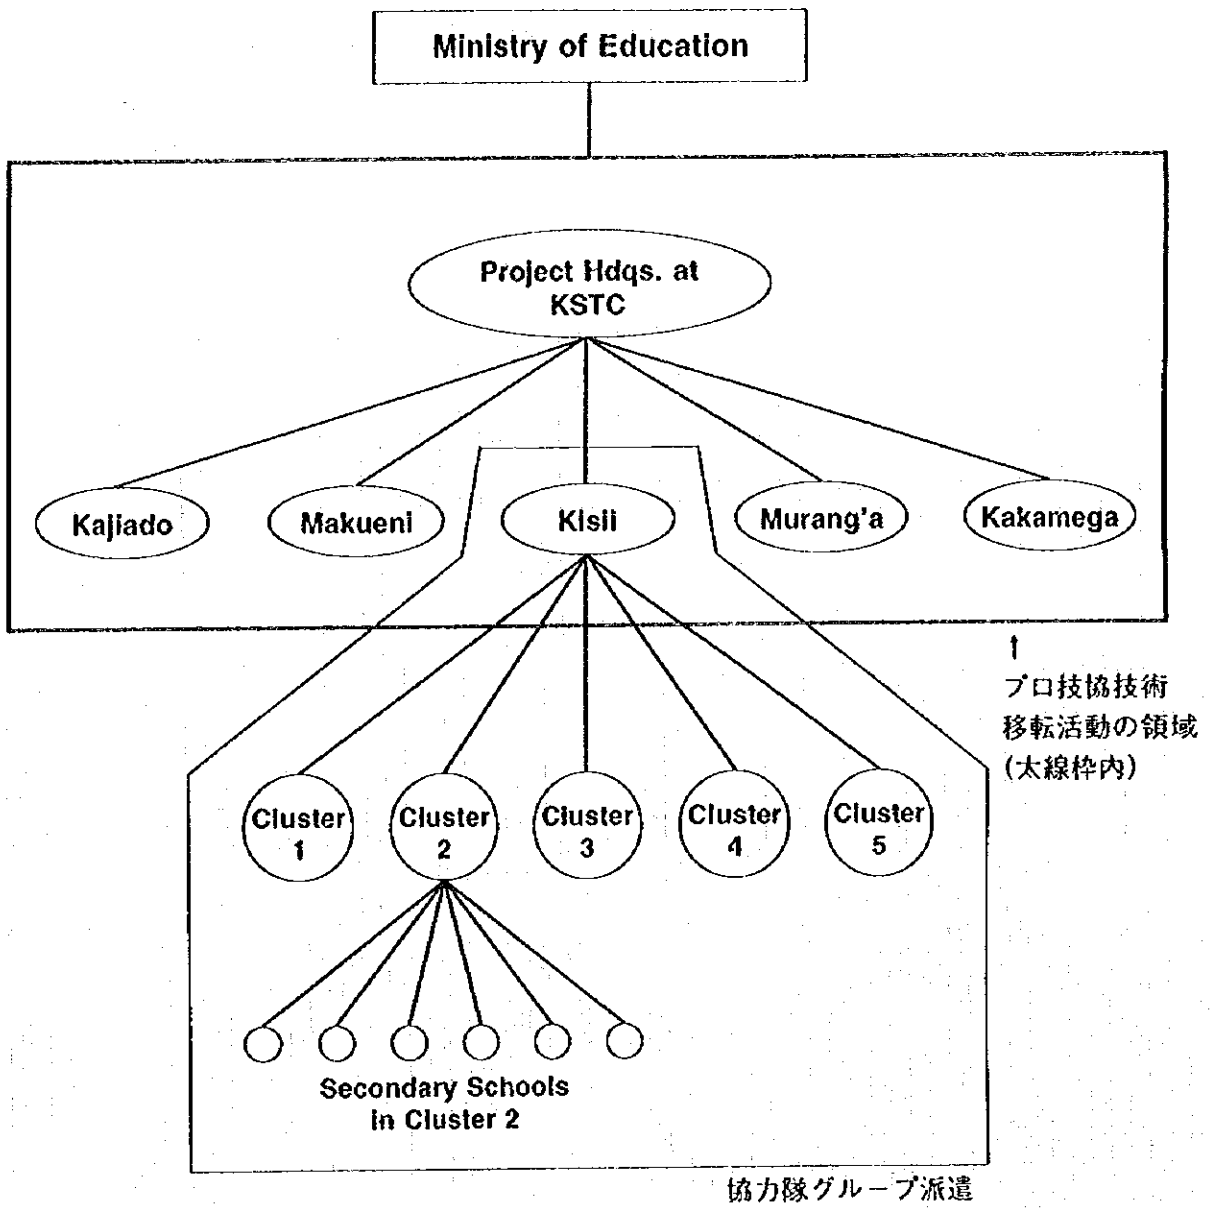 Ministry of Education
Project Hdqs. at
KSTC
Kajiado
Makueni
Kisii
Murang'a
Kakamega
↑
プロ技協技術
移転活動の領域
(太線枠内)
Cluster
1
Cluster
2
Cluster
3
Cluster
4
Cluster
5
Secondary Schools
in Cluster 2
協力隊グループ派遣